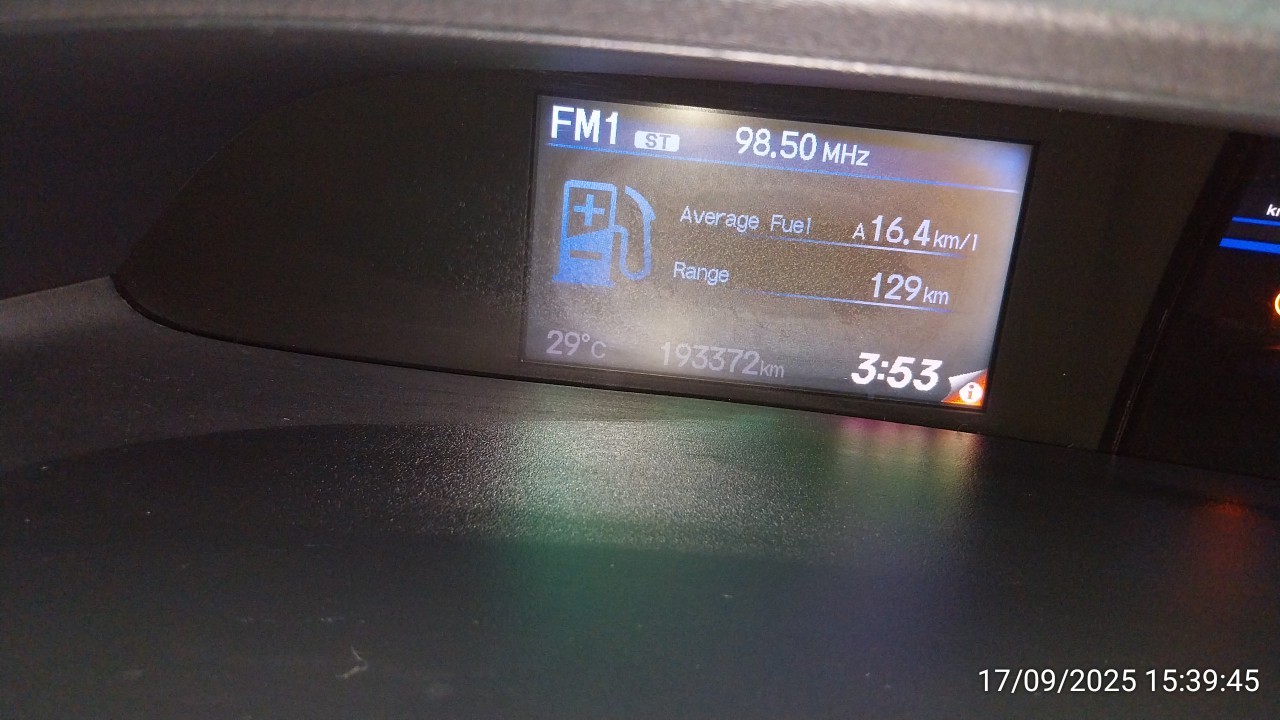 FM1 ST 98.50 MHz
Average Fuel A 16.4 km/l
Range 129 km
29°C 193372 km 3:53
17/09/2025 15:39:45